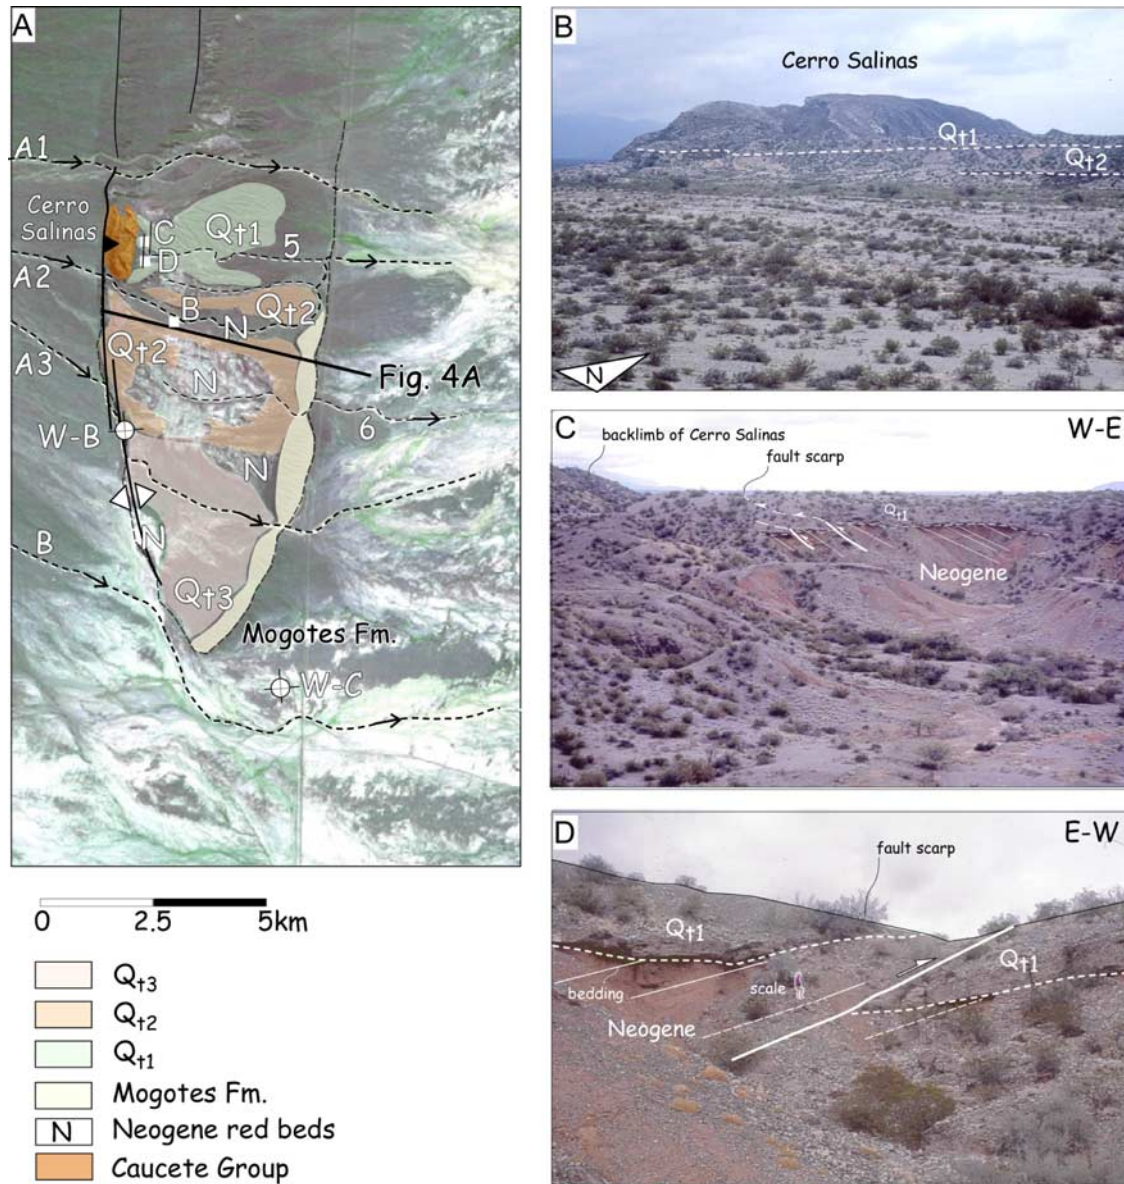 A
A1
Cerro
Salinas
C
D
Qt1
5
A2
B
Qt2
N
Qt2
A3
N
Fig. 4A
W-B
6
N
N
B
Qt3
Mogotes Fm.
W-C
0 2.5 5km
Qt3
Qt2
Qt1
Mogotes Fm.
N Neogene red beds
Caucete Group
B
Cerro Salinas
Qt1
Qt2
N
C
W-E
backlimb of Cerro Salinas
fault scarp
Qt1
Neogene
D
E-W
fault scarp
Qt1
Qt1
bedding
scale
Neogene